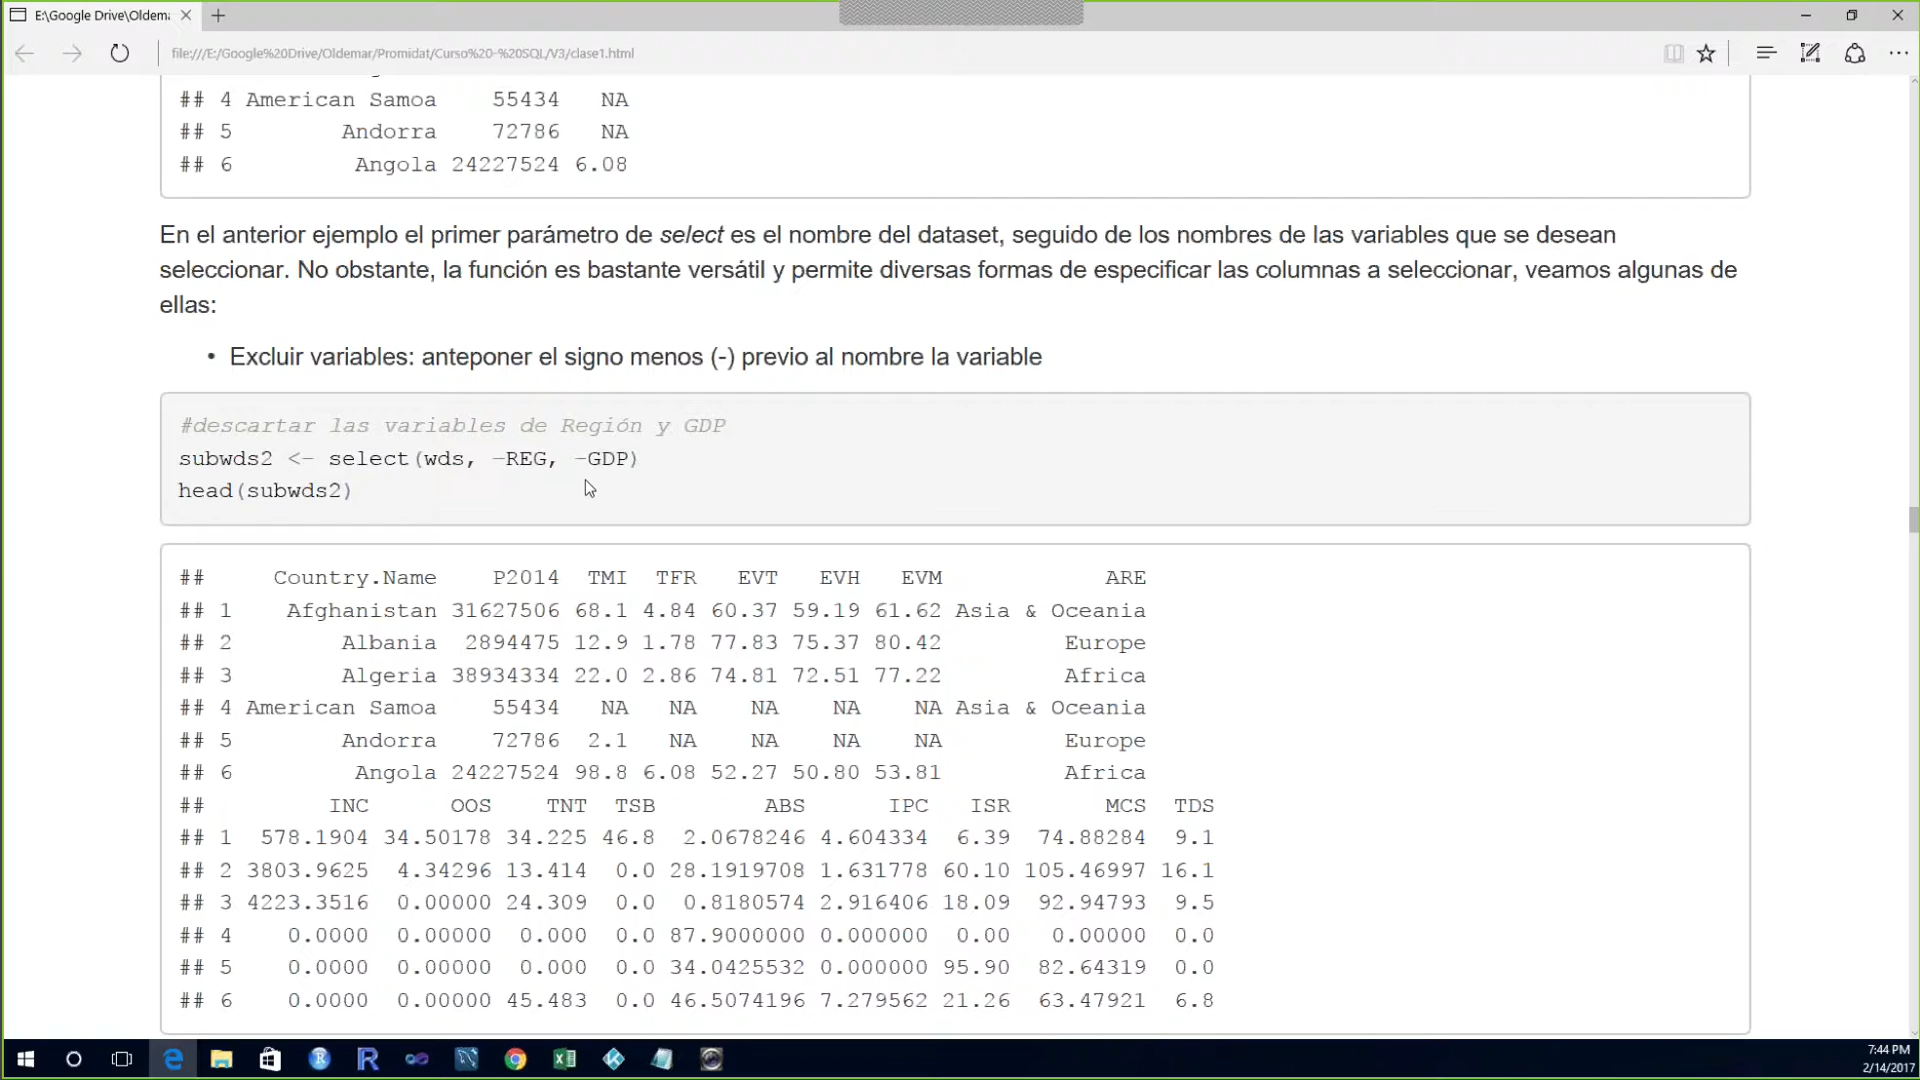 E:\Google Drive\Oldema
file:///E:/Google%20Drive/Oldemar/Promidat/Curso%20-%20SQL/V3/clase1.html
## 4 American Samoa 55434 NA
## 5 Andorra 72786 NA
## 6 Angola 24227524 6.08
En el anterior ejemplo el primer parámetro de select es el nombre del dataset, seguido de los nombres de las variables que se desean
seleccionar. No obstante, la función es bastante versátil y permite diversas formas de especificar las columnas a seleccionar, veamos algunas de
ellas:
• Excluir variables: anteponer el signo menos (-) previo al nombre la variable
#descartar las variables de Región y GDP
subwds2 <- select(wds, -REG, -GDP)
head(subwds2)
## Country.Name P2014 TMI TFR EVT EVH EVM ARE
## 1 Afghanistan 31627506 68.1 4.84 60.37 59.19 61.62 Asia & Oceania
## 2 Albania 2894475 12.9 1.78 77.83 75.37 80.42 Europe
## 3 Algeria 38934334 22.0 2.86 74.81 72.51 77.22 Africa
## 4 American Samoa 55434 NA NA NA NA NA Asia & Oceania
## 5 Andorra 72786 2.1 NA NA NA NA Europe
## 6 Angola 24227524 98.8 6.08 52.27 50.80 53.81 Africa
## INC OOS TNT TSB ABS IPC ISR MCS TDS
## 1 578.1904 34.50178 34.225 46.8 2.0678246 4.604334 6.39 74.88284 9.1
## 2 3803.9625 4.34296 13.414 0.0 28.1919708 1.631778 60.10 105.46997 16.1
## 3 4223.3516 0.00000 24.309 0.0 0.8180574 2.916406 18.09 92.94793 9.5
## 4 0.0000 0.00000 0.000 0.0 87.9000000 0.000000 0.00 0.00000 0.0
## 5 0.0000 0.00000 0.000 0.0 34.0425532 0.000000 95.90 82.64319 0.0
## 6 0.0000 0.00000 45.483 0.0 46.5074196 7.279562 21.26 63.47921 6.8
7:44 PM
2/14/2017